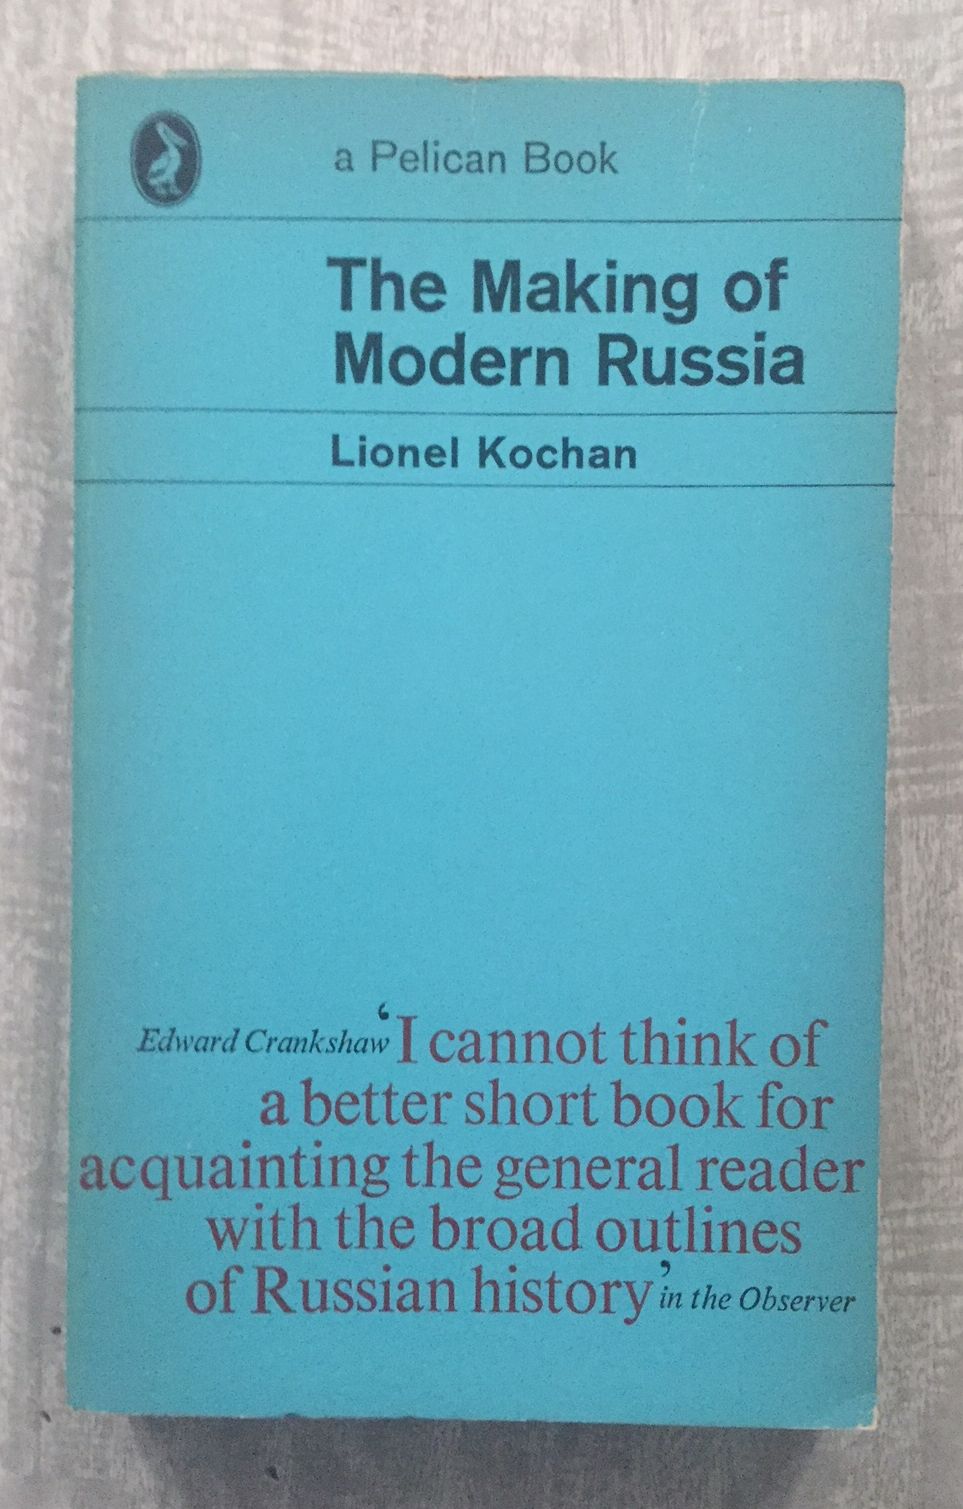 a Pelican Book
The Making of
Modern Russia
Lionel Kochan
Edward Crankshaw ‘I cannot think of
a better short book for
acquainting the general reader
with the broad outlines
of Russian history’ in the Observer